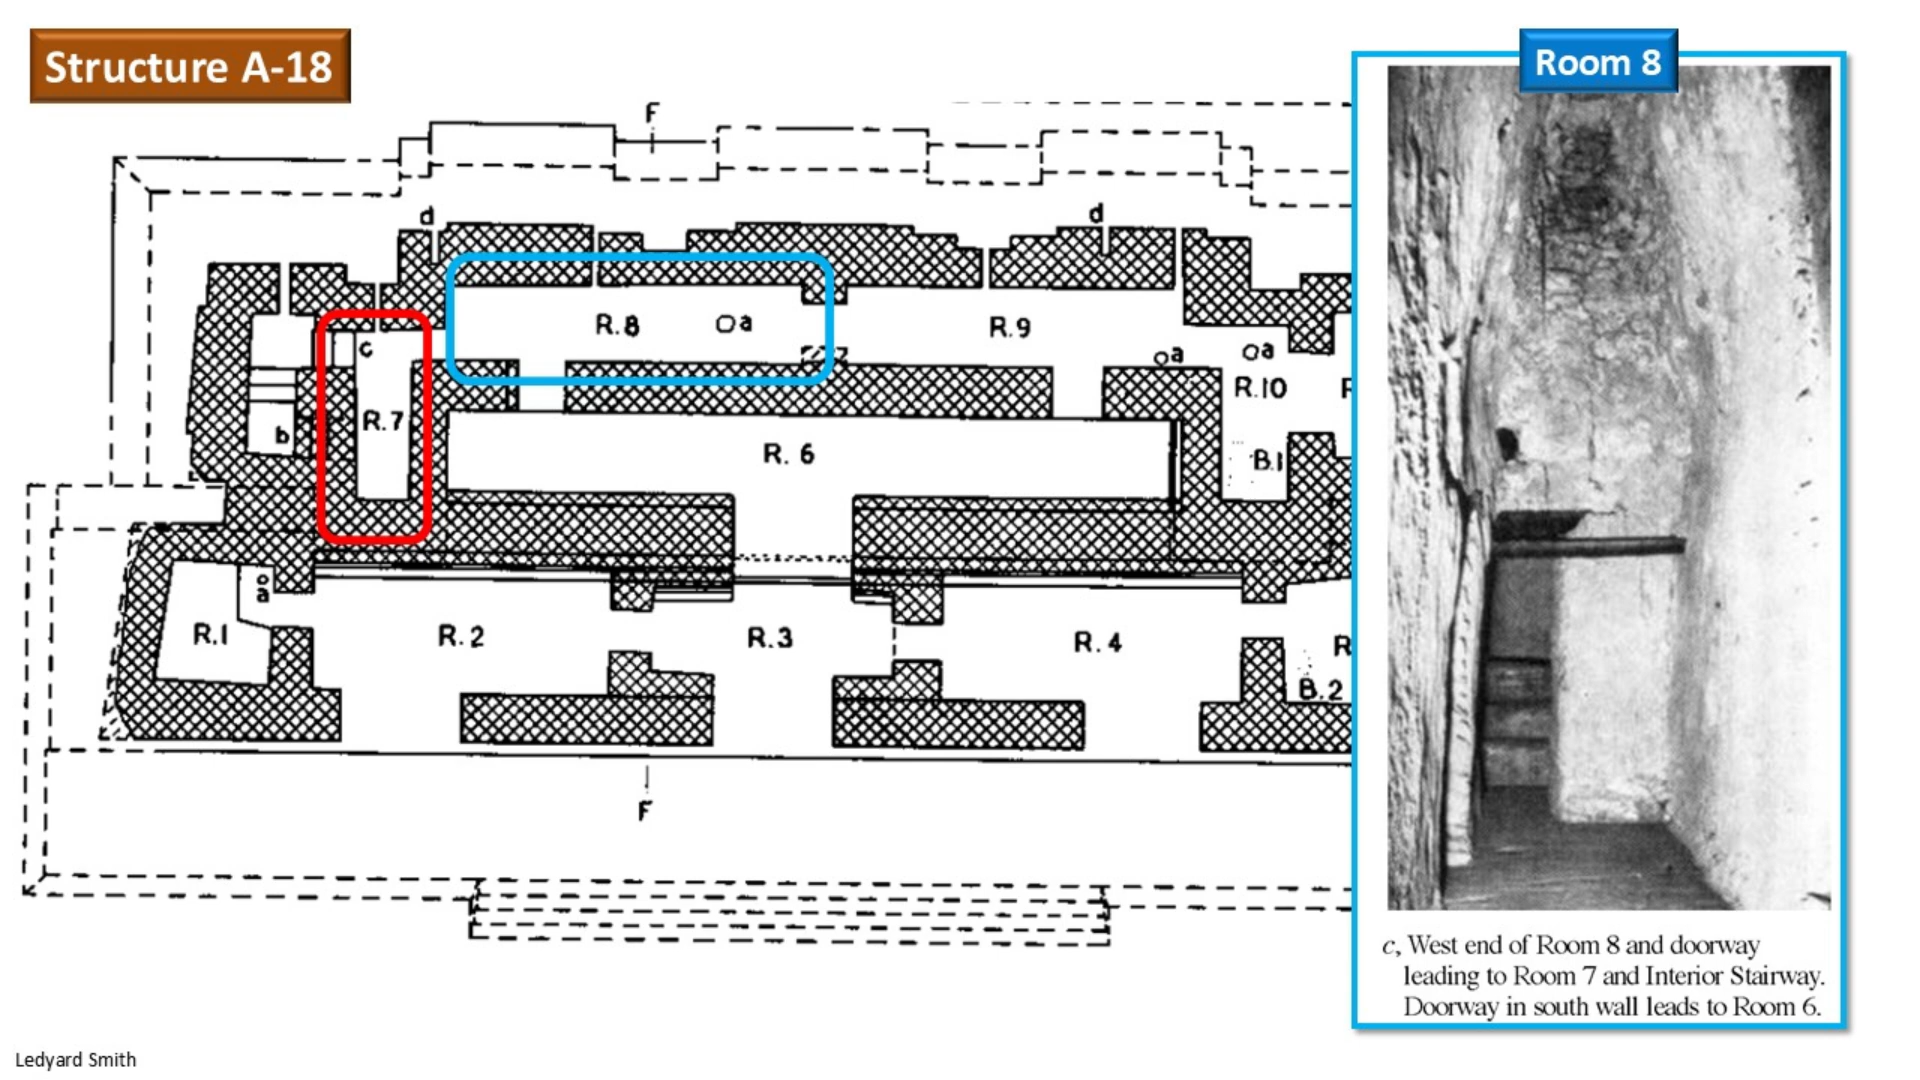 Structure A-18
Room 8
F
d
d
c
R.8
a
R.9
a
a
R.10
R
R.7
b
R. 6
B.1
a
R.1
R. 2
R. 3
R. 4
R
B.2
F
c, West end of Room 8 and doorway
leading to Room 7 and Interior Stairway.
Doorway in south wall leads to Room 6.
Ledyard Smith